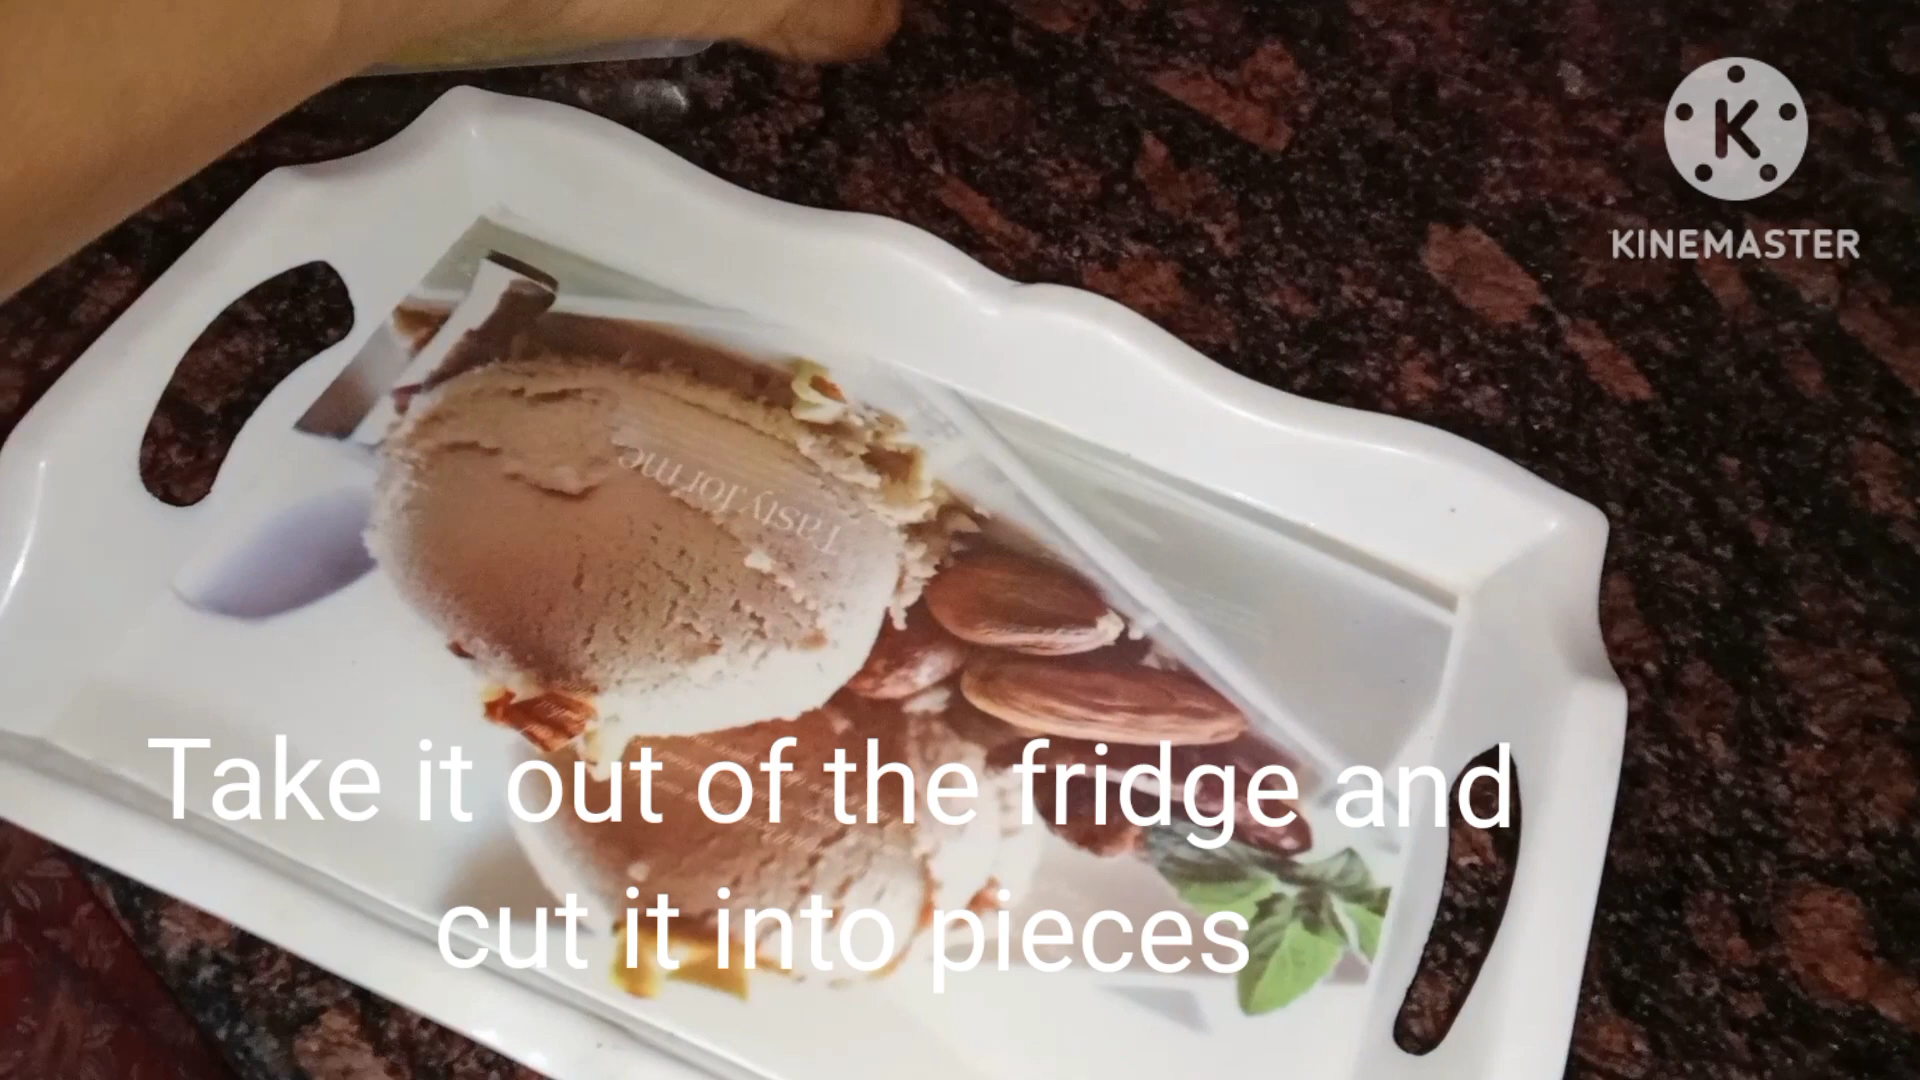 KINEMASTER
Tasty for me
Take it out of the fridge and
cut it into pieces